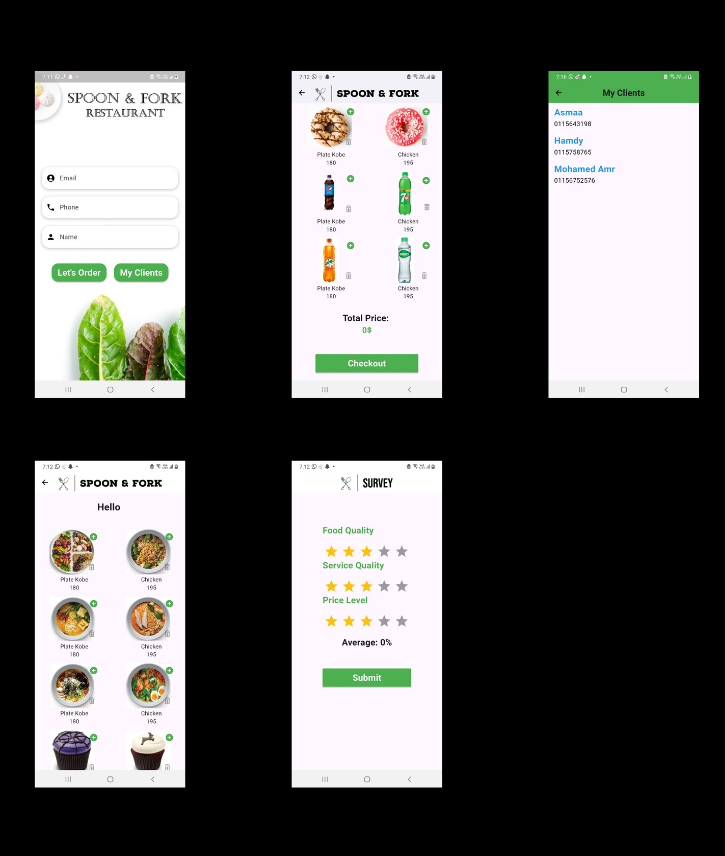 7:11
SPOON & FORK
RESTAURANT
Email
Phone
Name
Let's Order
My Clients
7:12
SPOON & FORK
Plate Kobe
180
Chicken
195
Plate Kobe
180
Chicken
195
Plate Kobe
180
Chicken
195
Total Price:
0$
Checkout
7:16
My Clients
Asmaa
0115643198
Hamdy
0115758765
Mohamed Amr
01156752576
7:12
SPOON & FORK
Hello
Plate Kobe
180
Chicken
195
Plate Kobe
180
Chicken
195
Plate Kobe
180
Chicken
195
7:12
SURVEY
Food Quality
Service Quality
Price Level
Average: 0%
Submit